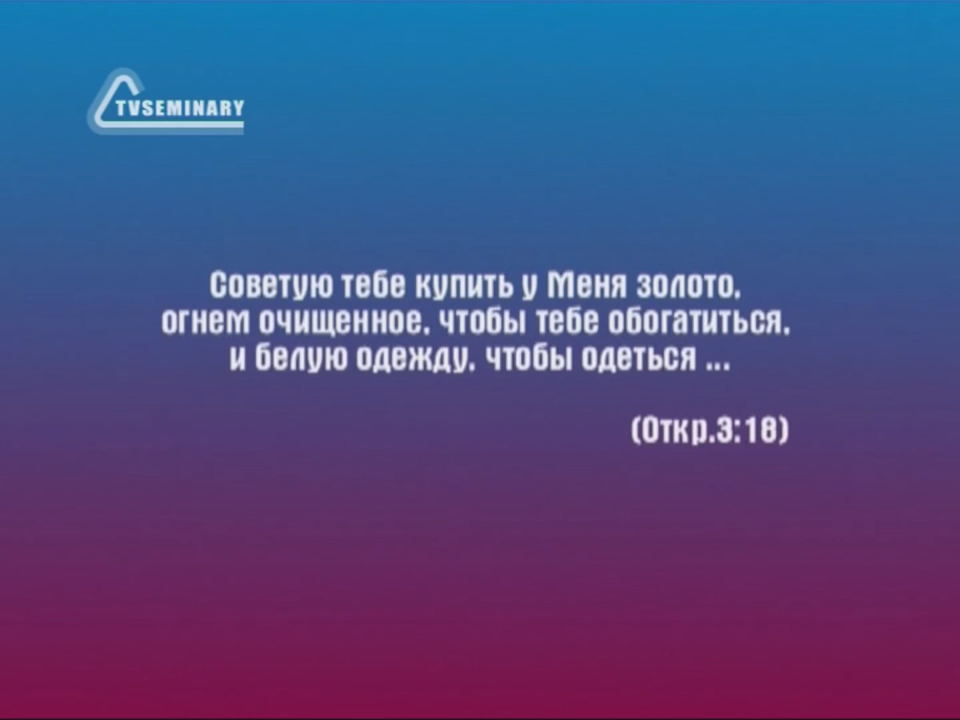 TVSEMINARY
Советую тебе купить у Меня золото,
огнем очищенное, чтобы тебе обогатиться,
и белую одежду, чтобы одеться ...
(Откр.3:18)